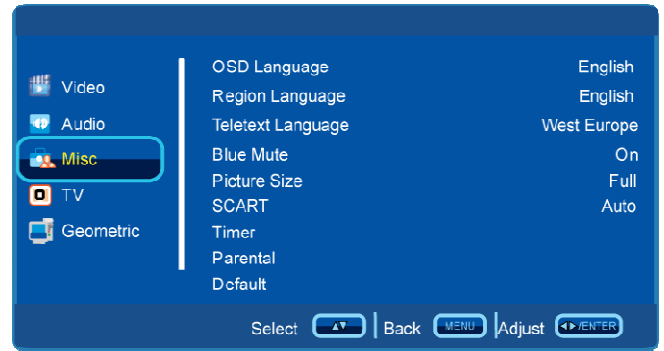 Video
Audio
Misc
TV
Geometric
OSD Language English
Region Language English
Teletext Language West Europe
Blue Mute On
Picture Size Full
SCART Auto
Timer
Parental
Default
Select Back MENU Adjust /ENTER